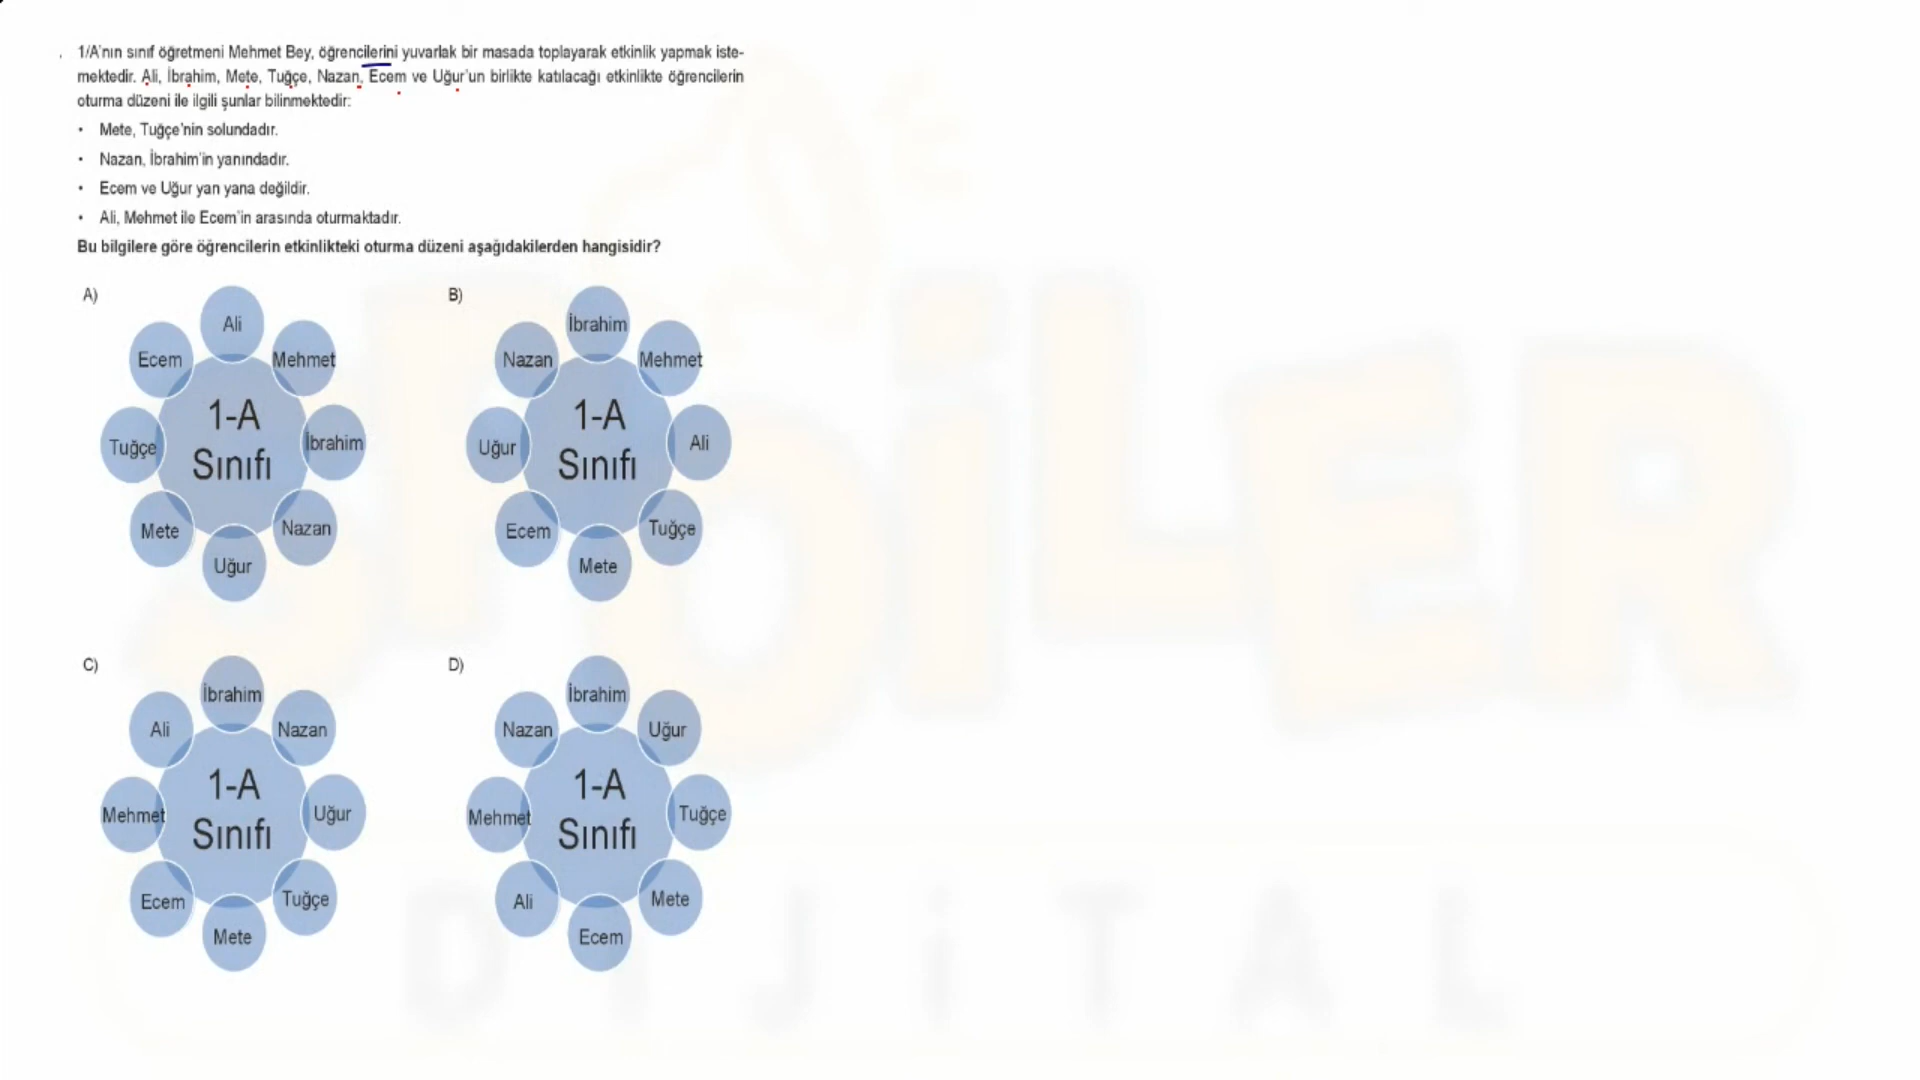 1/A'nın sınıf öğretmeni Mehmet Bey, öğrencilerini yuvarlak bir masada toplayarak etkinlik yapmak iste-
mektedir. Ali, İbrahim, Mete, Tuğçe, Nazan, Ecem ve Uğur'un birlikte katılacağı etkinlikte öğrencilerin
oturma düzeni ile ilgili şunlar bilinmektedir:
• Mete, Tuğçe'nin solundadır.
• Nazan, İbrahim'in yanındadır.
• Ecem ve Uğur yan yana değildir.
• Ali, Mehmet ile Ecem'in arasında oturmaktadır.
Bu bilgilere göre öğrencilerin etkinlikteki oturma düzeni aşağıdakilerden hangisidir?
A)
Ali
Ecem
Mehmet
1-A
Sınıfı
Tuğçe
İbrahim
Mete
Nazan
Uğur
B)
İbrahim
Nazan
Mehmet
1-A
Sınıfı
Uğur
Ali
Ecem
Tuğçe
Mete
C)
İbrahim
Ali
Nazan
1-A
Sınıfı
Mehmet
Uğur
Ecem
Tuğçe
Mete
D)
İbrahim
Nazan
Uğur
1-A
Sınıfı
Mehmet
Tuğçe
Ali
Mete
Ecem
SPOİLER
DİJİTAL